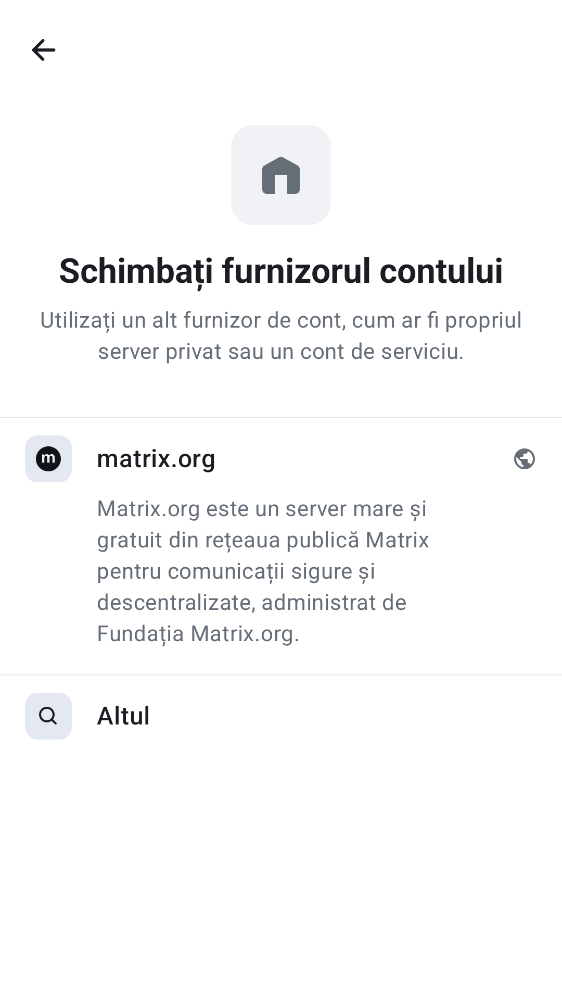 Schimbați furnizorul contului
Utilizați un alt furnizor de cont, cum ar fi propriul
server privat sau un cont de serviciu.
m matrix.org
Matrix.org este un server mare și
gratuit din rețeaua publică Matrix
pentru comunicații sigure și
descentralizate, administrat de
Fundația Matrix.org.
Altul